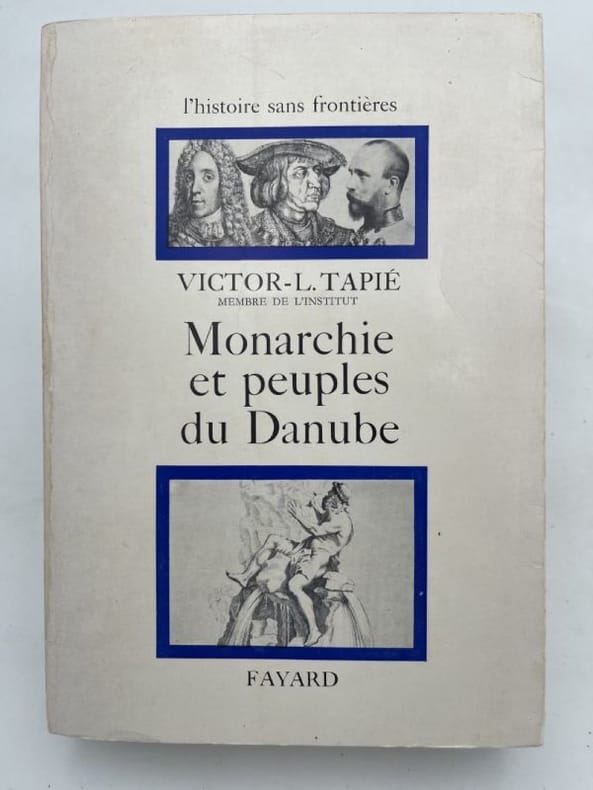 l'histoire sans frontières
VICTOR-L. TAPIÉ
MEMBRE DE L'INSTITUT
Monarchie
et peuples
du Danube
FAYARD